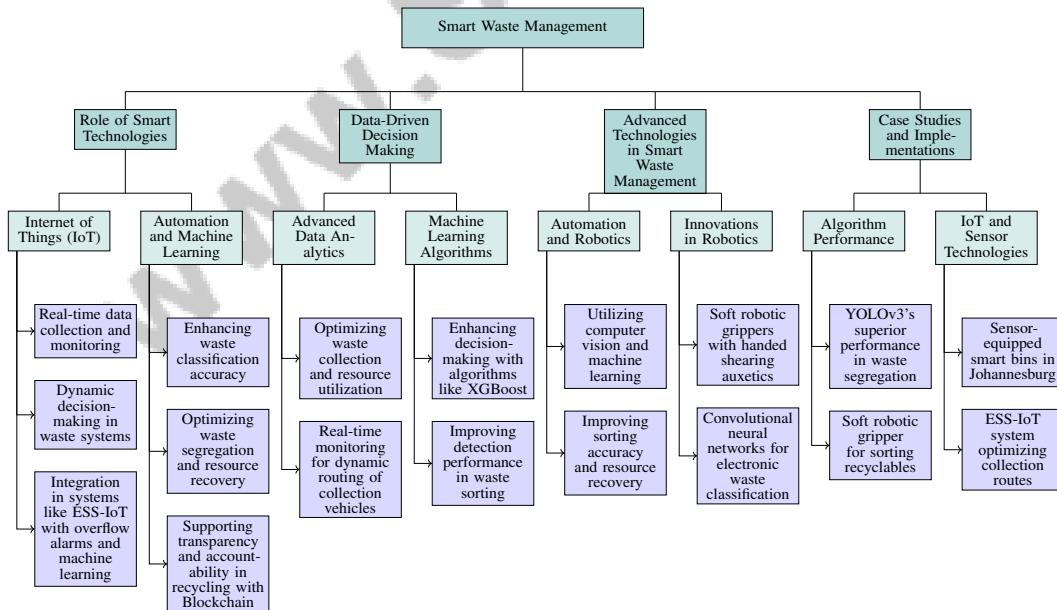 Smart Waste Management
Role of Smart
Technologies
Data-Driven
Decision
Making
Advanced
Technologies
in Smart
Waste
Management
Case Studies
and Imple-
mentations
Internet of
Things (IoT)
Automation
and Machine
Learning
Advanced
Data An-
alytics
Machine
Learning
Algorithms
Automation
and Robotics
Innovations
in Robotics
Algorithm
Performance
IoT and
Sensor
Technologies
Real-time data
collection and
monitoring
Dynamic
decision-
making in
waste systems
Integration
in systems
like ESS-IoT
with overflow
alarms and
machine
learning
Enhancing
waste
classification
accuracy
Optimizing
waste
segregation
and resource
recovery
Supporting
transparency
and account-
ability in
recycling with
Blockchain
Optimizing
waste
collection
and resource
utilization
Real-time
monitoring
for dynamic
routing of
collection
vehicles
Enhancing
decision-
making with
algorithms
like XGBoost
Improving
detection
performance
in waste
sorting
Utilizing
computer
vision and
machine
learning
Improving
sorting
accuracy
and resource
recovery
Soft robotic
grippers
with handed
shearing
auxetics
Convolutional
neural
networks for
electronic
waste
classification
YOLOv3's
superior
performance
in waste
segregation
Soft robotic
gripper
for sorting
recyclables
Sensor-
equipped
smart bins in
Johannesburg
ESS-IoT
system
optimizing
collection
routes
www.